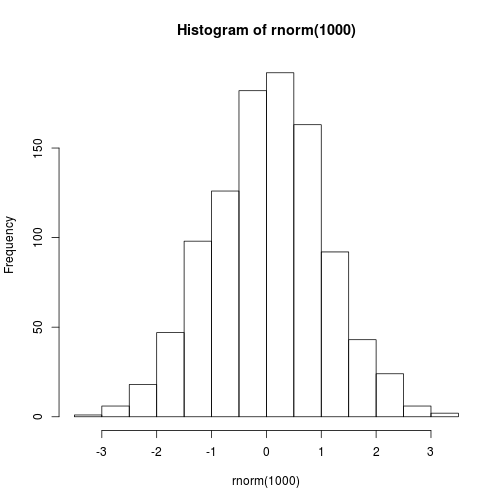 Histogram of rnorm(1000)
Frequency
150
100
50
0
-3 -2 -1 0 1 2 3
rnorm(1000)